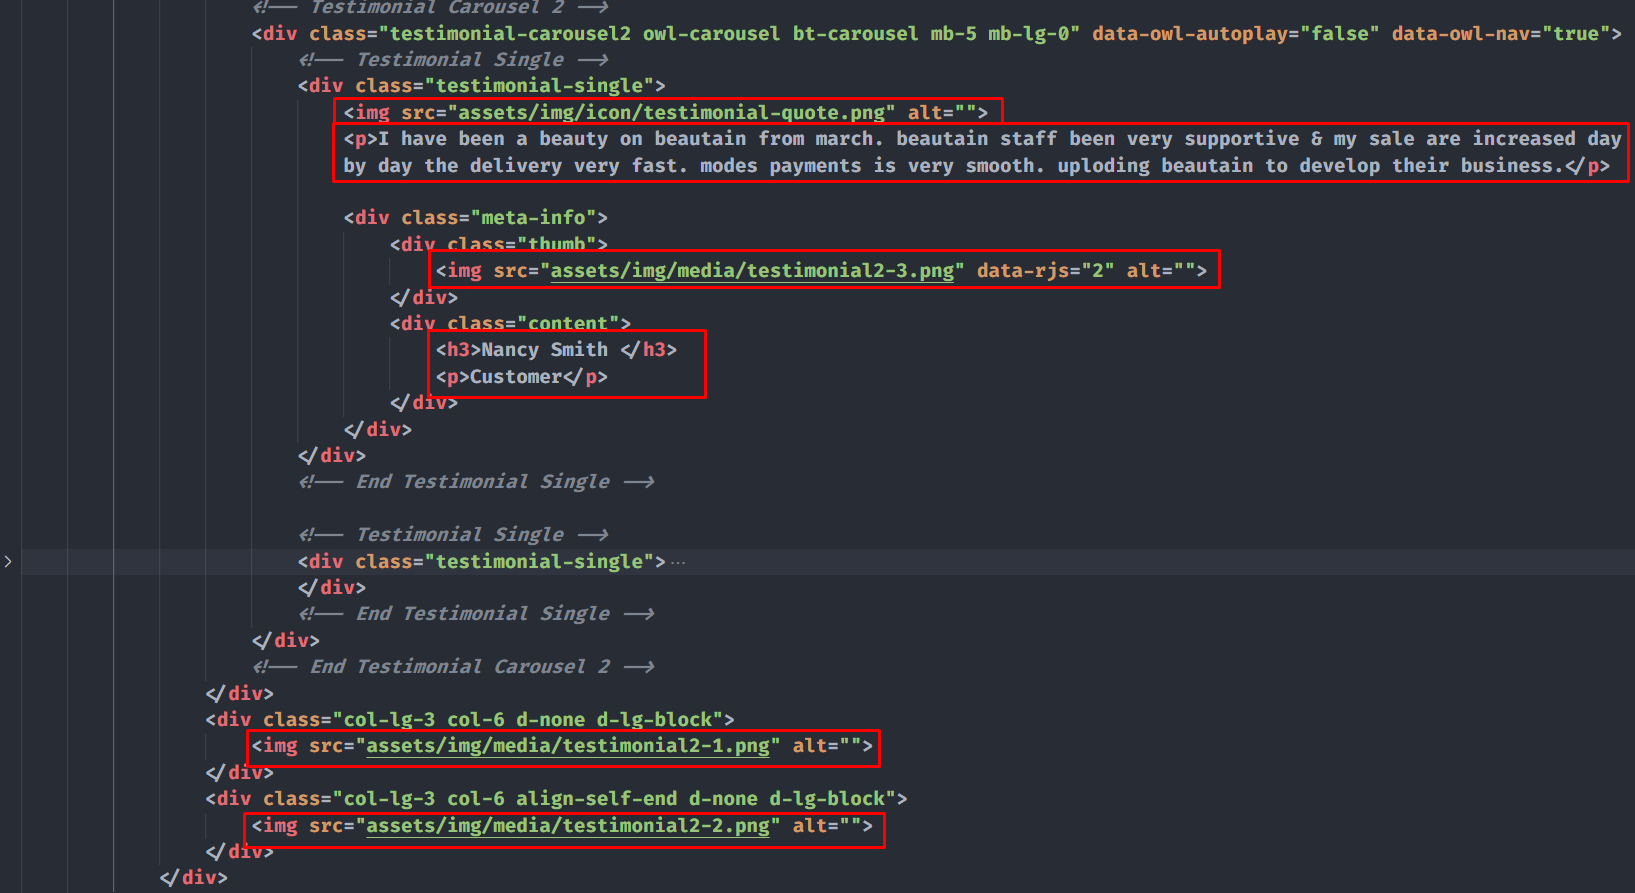 <!-- Testimonial Carousel 2 -->
<div class="testimonial-carousel2 owl-carousel bt-carousel mb-5 mb-lg-0" data-owl-autoplay="false" data-owl-nav="true">
<!-- Testimonial Single -->
<div class="testimonial-single">
<img src="assets/img/icon/testimonial-quote.png" alt="">
<p>I have been a beauty on beautain from march. beautain staff been very supportive & my sale are increased day
by day the delivery very fast. modes payments is very smooth. uploding beautain to develop their business.</p>
<div class="meta-info">
<div class="thumb">
<img src="assets/img/media/testimonial2-3.png" data-rjs="2" alt="">
</div>
<div class="content">
<h3>Nancy Smith </h3>
<p>Customer</p>
</div>
</div>
</div>
<!-- End Testimonial Single -->
<!-- Testimonial Single -->
<div class="testimonial-single">…
</div>
<!-- End Testimonial Single -->
</div>
<!-- End Testimonial Carousel 2 -->
</div>
<div class="col-lg-3 col-6 d-none d-lg-block">
<img src="assets/img/media/testimonial2-1.png" alt="">
</div>
<div class="col-lg-3 col-6 align-self-end d-none d-lg-block">
<img src="assets/img/media/testimonial2-2.png" alt="">
</div>
</div>